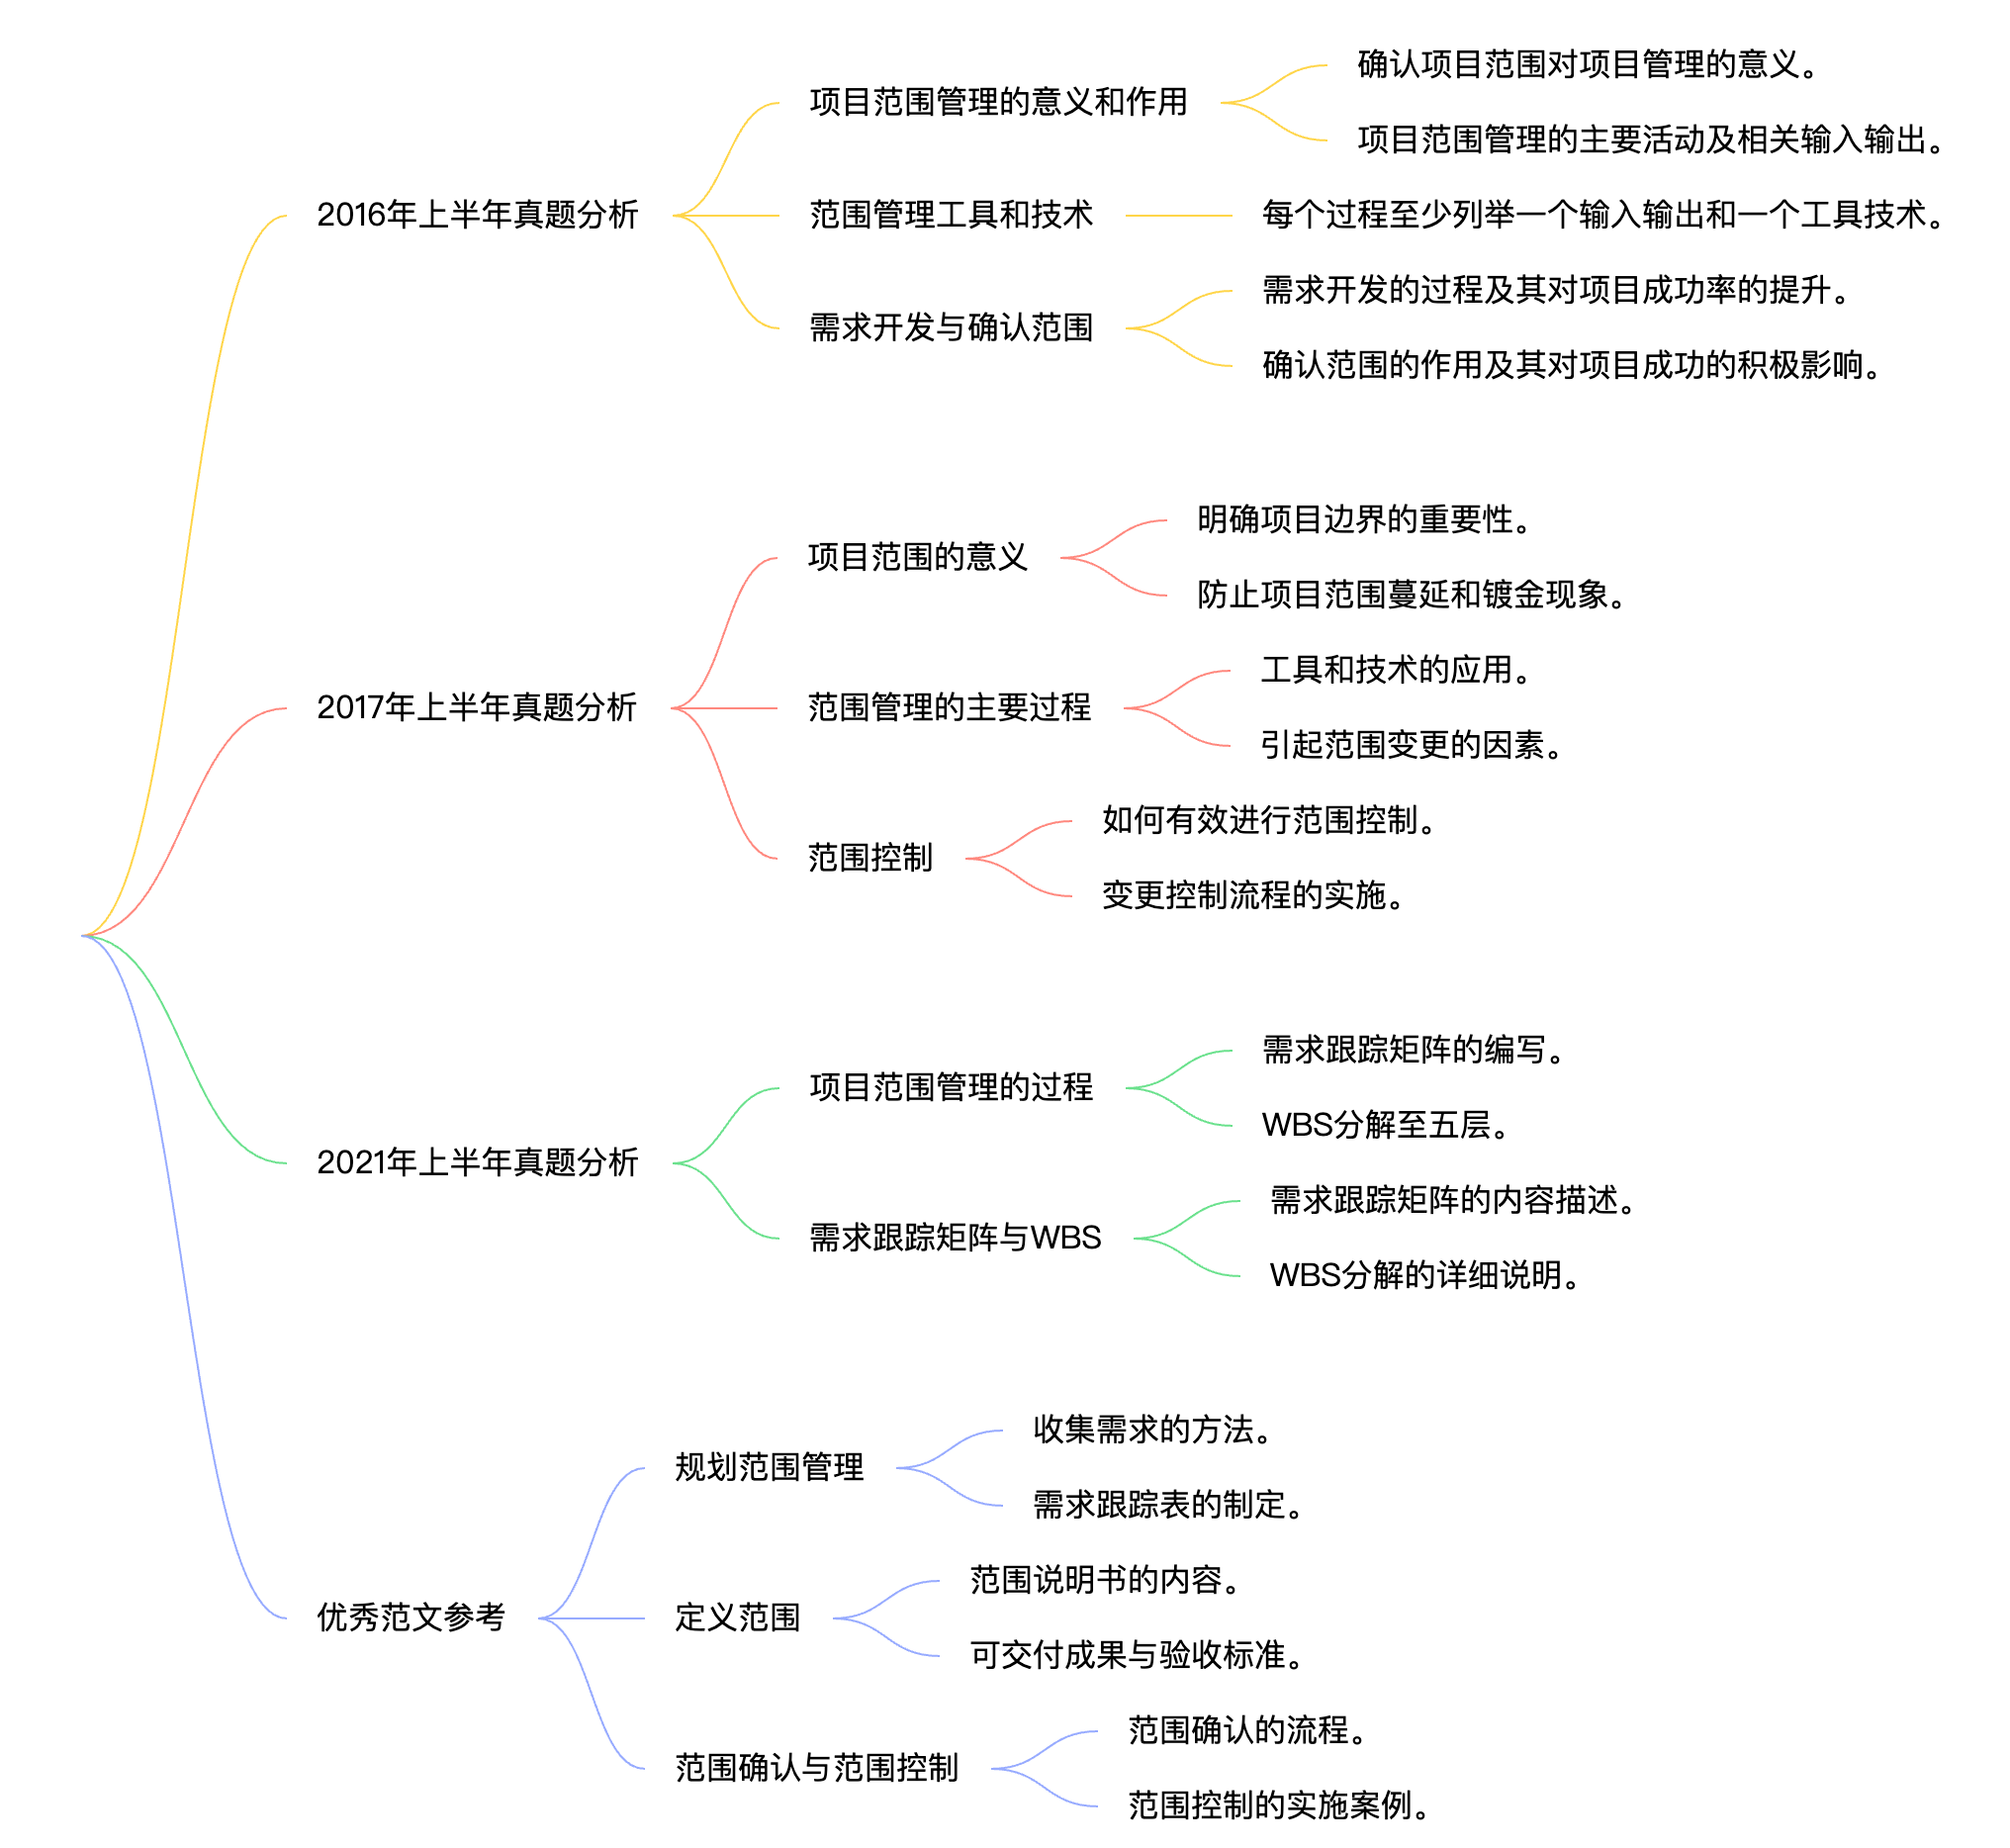 2016年上半年真题分析
项目范围管理的意义和作用
确认项目范围对项目管理的意义。
项目范围管理的主要活动及相关输入输出。
范围管理工具和技术
每个过程至少列举一个输入输出和一个工具技术。
需求开发与确认范围
需求开发的过程及其对项目成功率的提升。
确认范围的作用及其对项目成功的积极影响。
2017年上半年真题分析
项目范围的意义
明确项目边界的重要性。
防止项目范围蔓延和镀金现象。
范围管理的主要过程
工具和技术的应用。
引起范围变更的因素。
范围控制
如何有效进行范围控制。
变更控制流程的实施。
2021年上半年真题分析
项目范围管理的过程
需求跟踪矩阵的编写。
WBS分解至五层。
需求跟踪矩阵与WBS
需求跟踪矩阵的内容描述。
WBS分解的详细说明。
优秀范文参考
规划范围管理
收集需求的方法。
需求跟踪表的制定。
定义范围
范围说明书的内容。
可交付成果与验收标准。
范围确认与范围控制
范围确认的流程。
范围控制的实施案例。